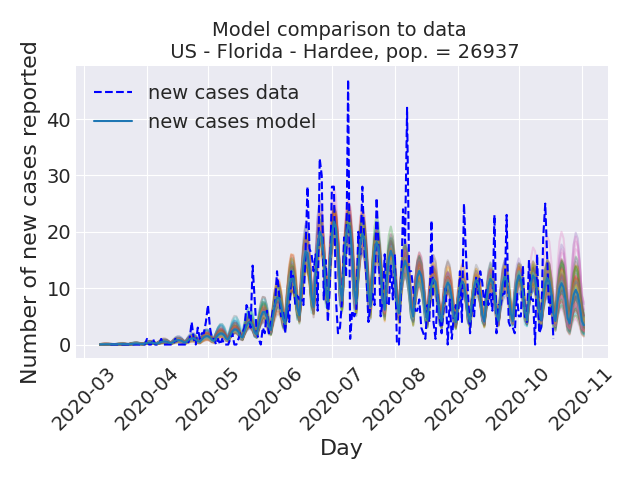 Model comparison to data
US - Florida - Hardee, pop. = 26937
Number of new cases reported
new cases data
new cases model
40
30
20
10
0
2020-03
2020-04
2020-05
2020-06
2020-07
2020-08
2020-09
2020-10
2020-11
Day